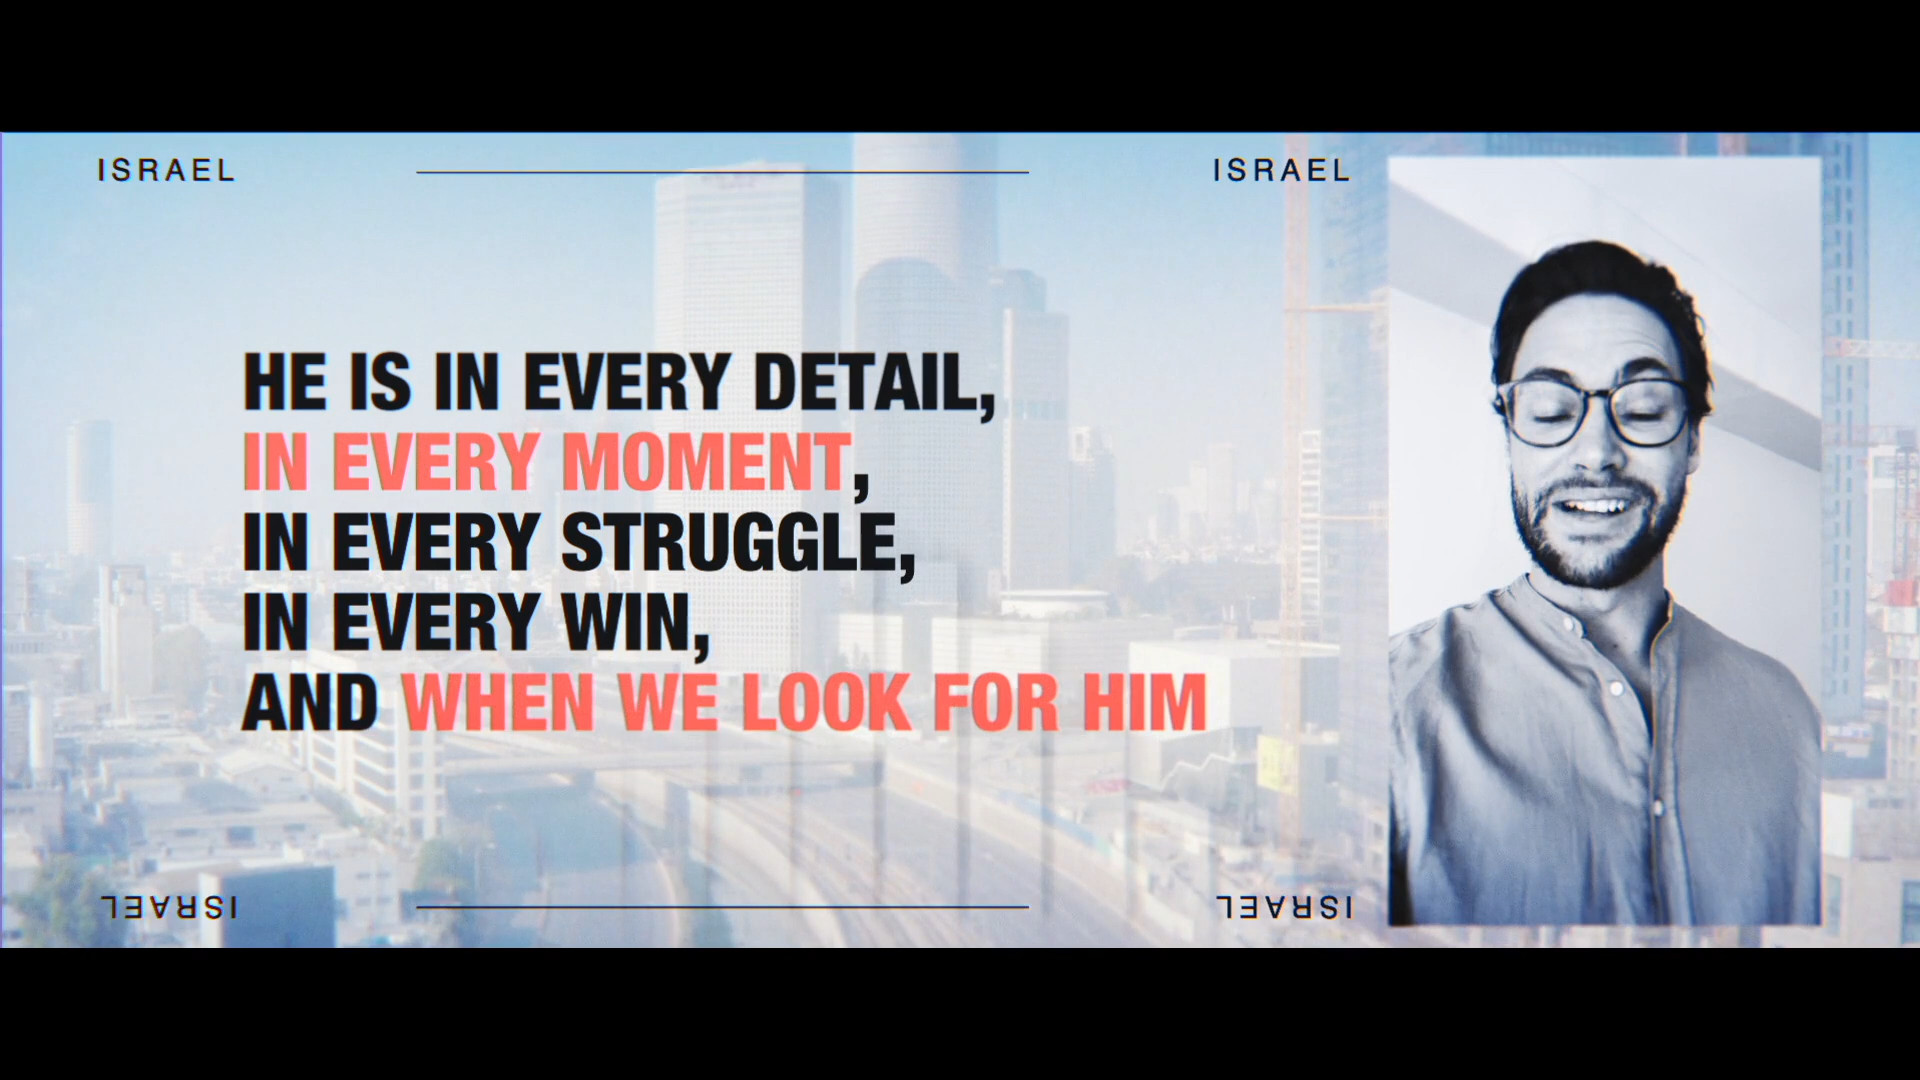 ISRAEL ISRAEL
HE IS IN EVERY DETAIL,
IN EVERY MOMENT,
IN EVERY STRUGGLE,
IN EVERY WIN,
AND WHEN WE LOOK FOR HIM
ISRAEL ISRAEL